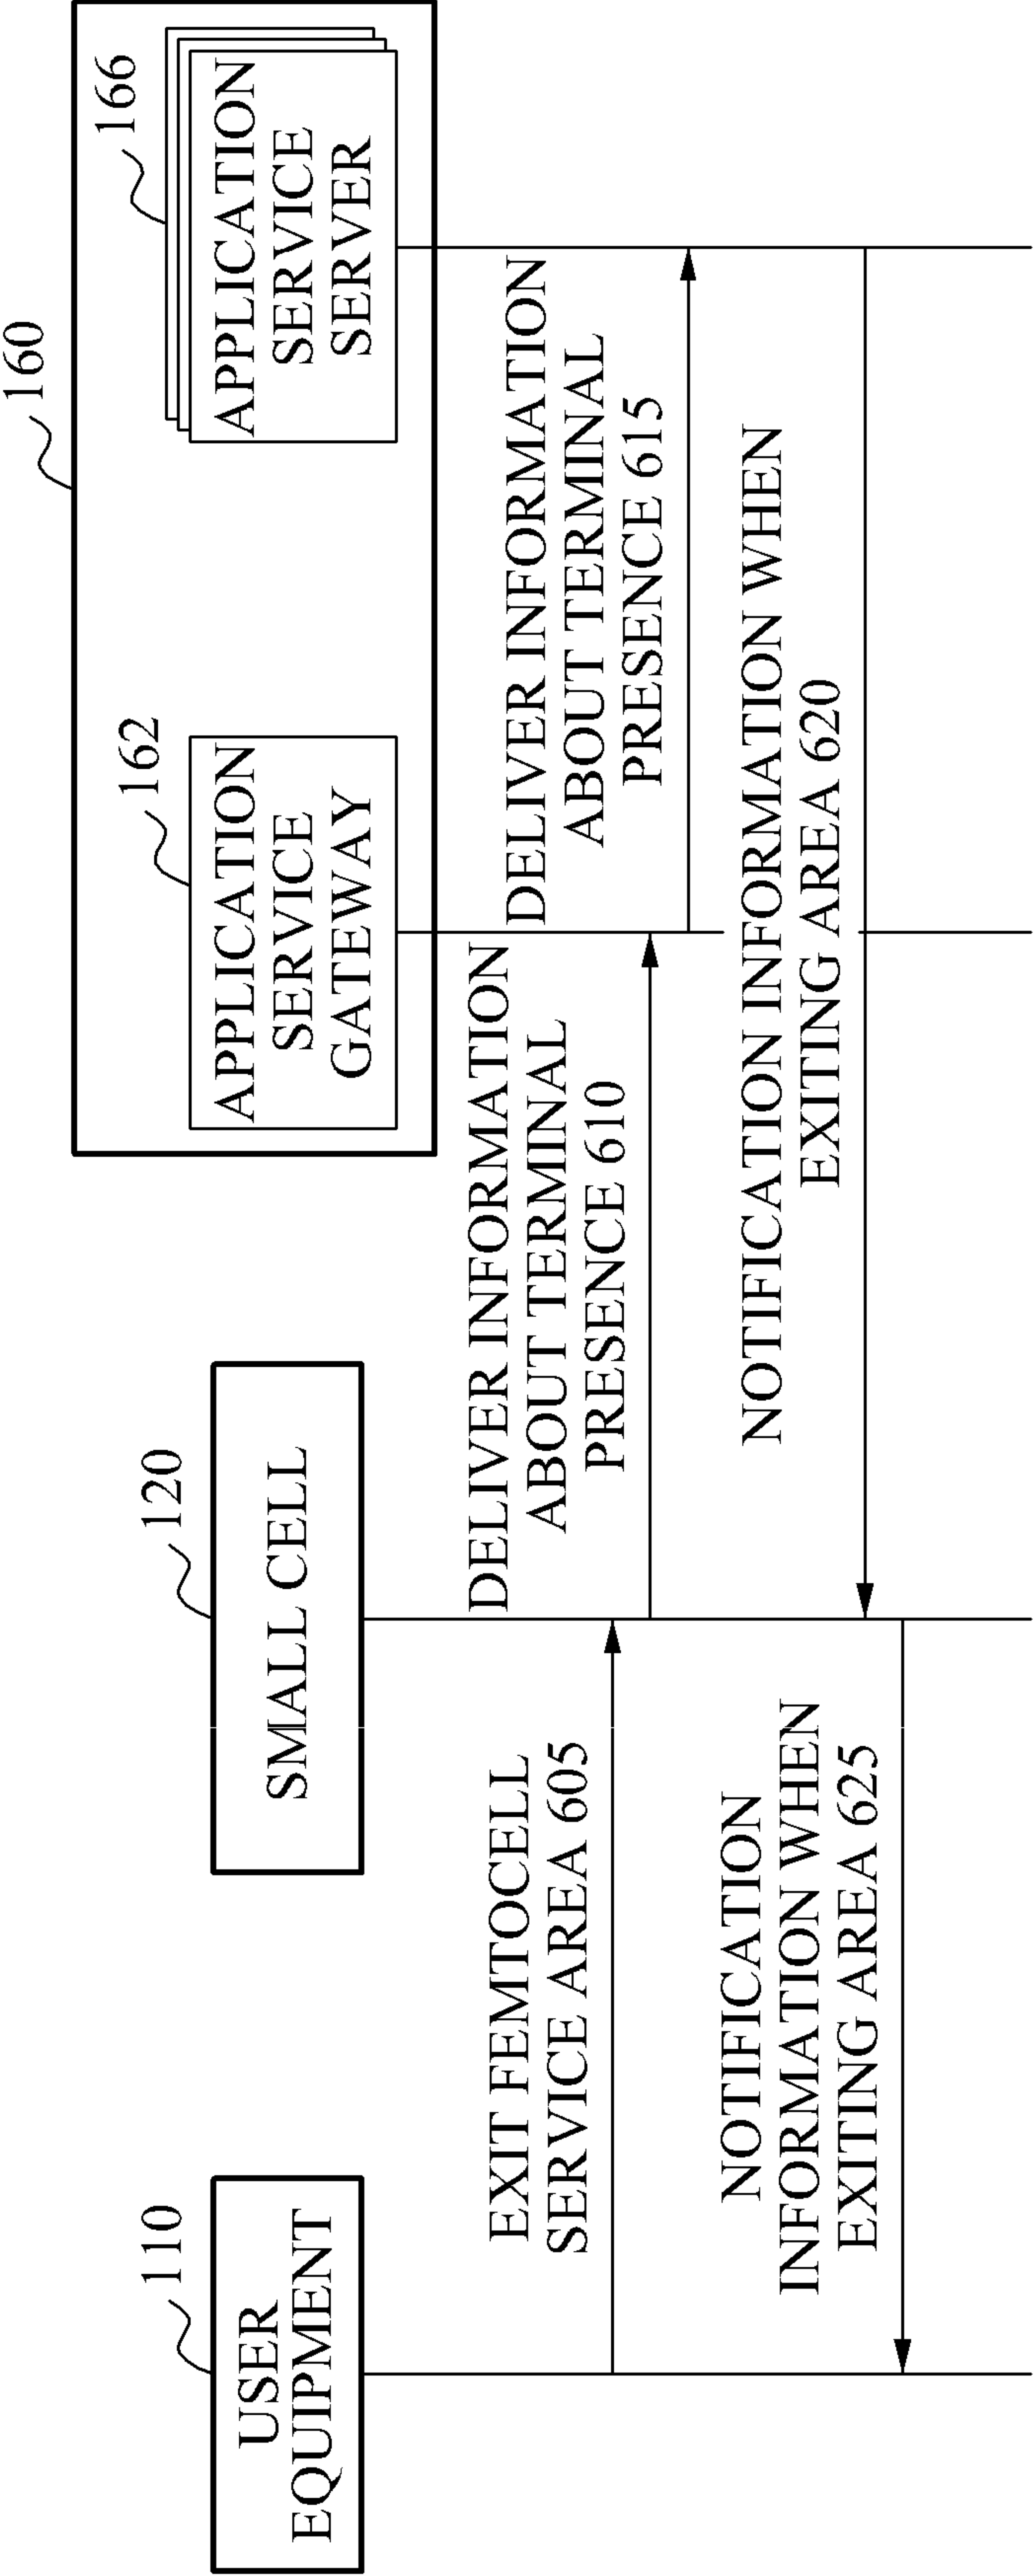 160
110
USER
EQUIPMENT
120
SMALL CELL
162
APPLICATION
SERVICE
GATEWAY
166
APPLICATION
SERVICE
SERVER
EXIT FEMTOCELL
SERVICE AREA 605
DELIVER INFORMATION
ABOUT TERMINAL
PRESENCE 610
DELIVER INFORMATION
ABOUT TERMINAL
PRESENCE 615
NOTIFICATION INFORMATION WHEN
EXITING AREA 620
NOTIFICATION
INFORMATION WHEN
EXITING AREA 625